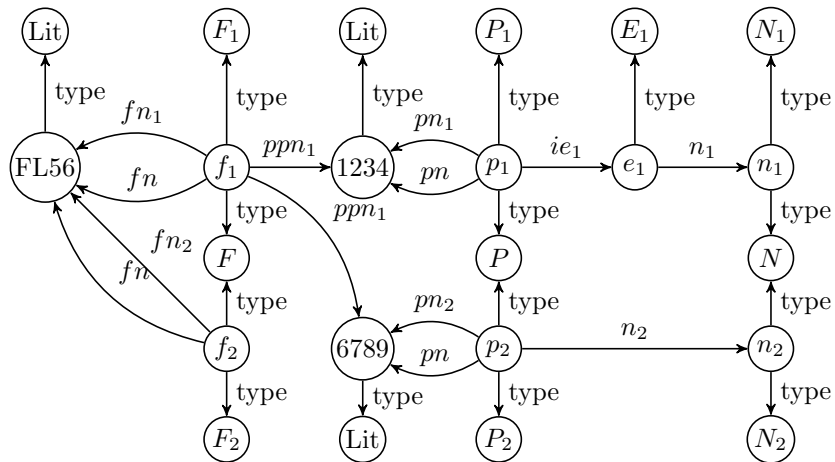 Lit F₁ Lit P₁ E₁ N₁
type type type type type type
fn₁ pn₁
FL56 f₁ ppn₁ 1234 p₁ ie₁ e₁ n₁ n₁
fn pn
type ppn₁ type type
fn₂ F P N
fn type type type
pn₂ n₂
f₂ 6789 p₂ n₂
pn
type type type type
F₂ Lit P₂ N₂